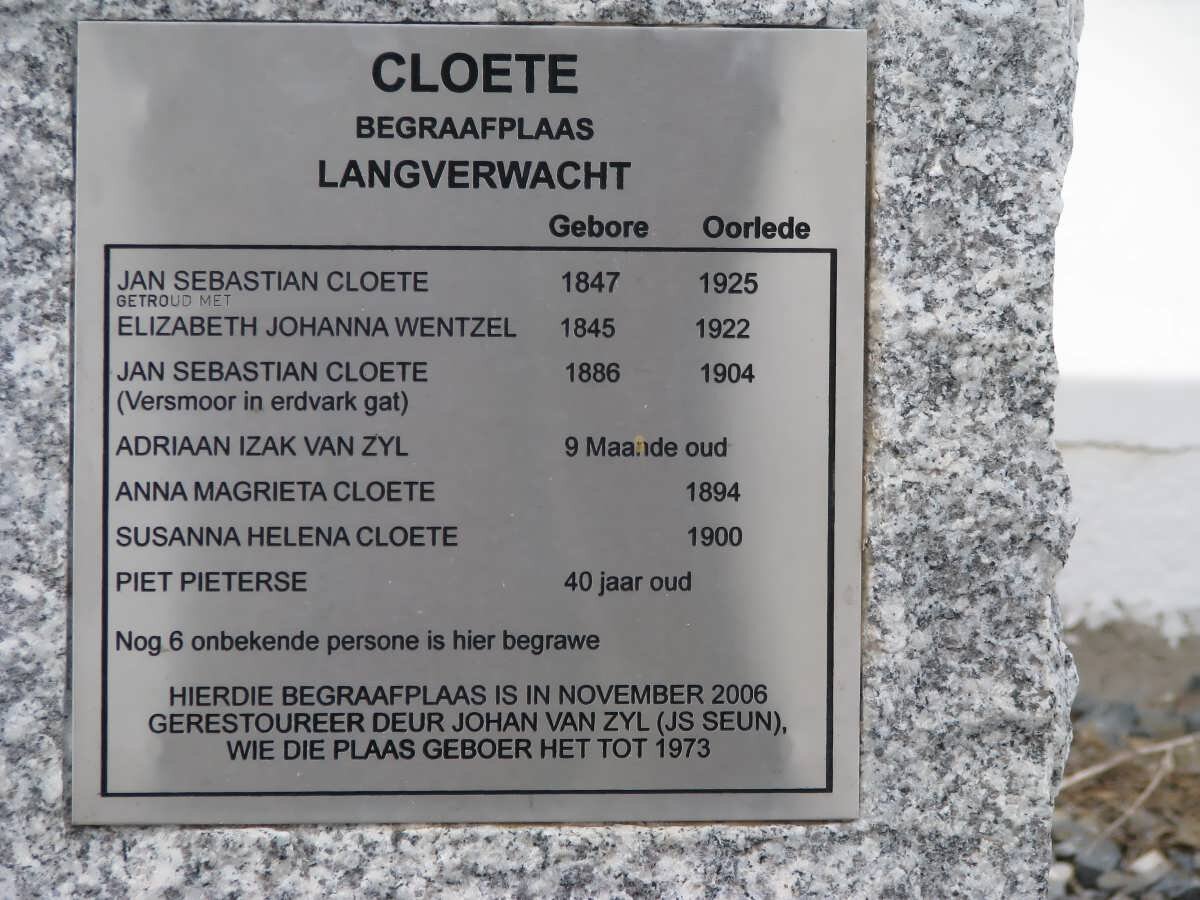 CLOETE
BEGRAAFPLAAS
LANGVERWACHT
Gebore Oorlede
JAN SEBASTIAN CLOETE 1847 1925
GETROUD MET
ELIZABETH JOHANNA WENTZEL 1845 1922
JAN SEBASTIAN CLOETE 1886 1904
(Versmoor in erdvark gat)
ADRIAAN IZAK VAN ZYL 9 Maande oud
ANNA MAGRIETA CLOETE 1894
SUSANNA HELENA CLOETE 1900
PIET PIETERSE 40 jaar oud
Nog 6 onbekende persone is hier begrawe
HIERDIE BEGRAAFPLAAS IS IN NOVEMBER 2006
GERESTOUREER DEUR JOHAN VAN ZYL (JS SEUN),
WIE DIE PLAAS GEBOER HET TOT 1973